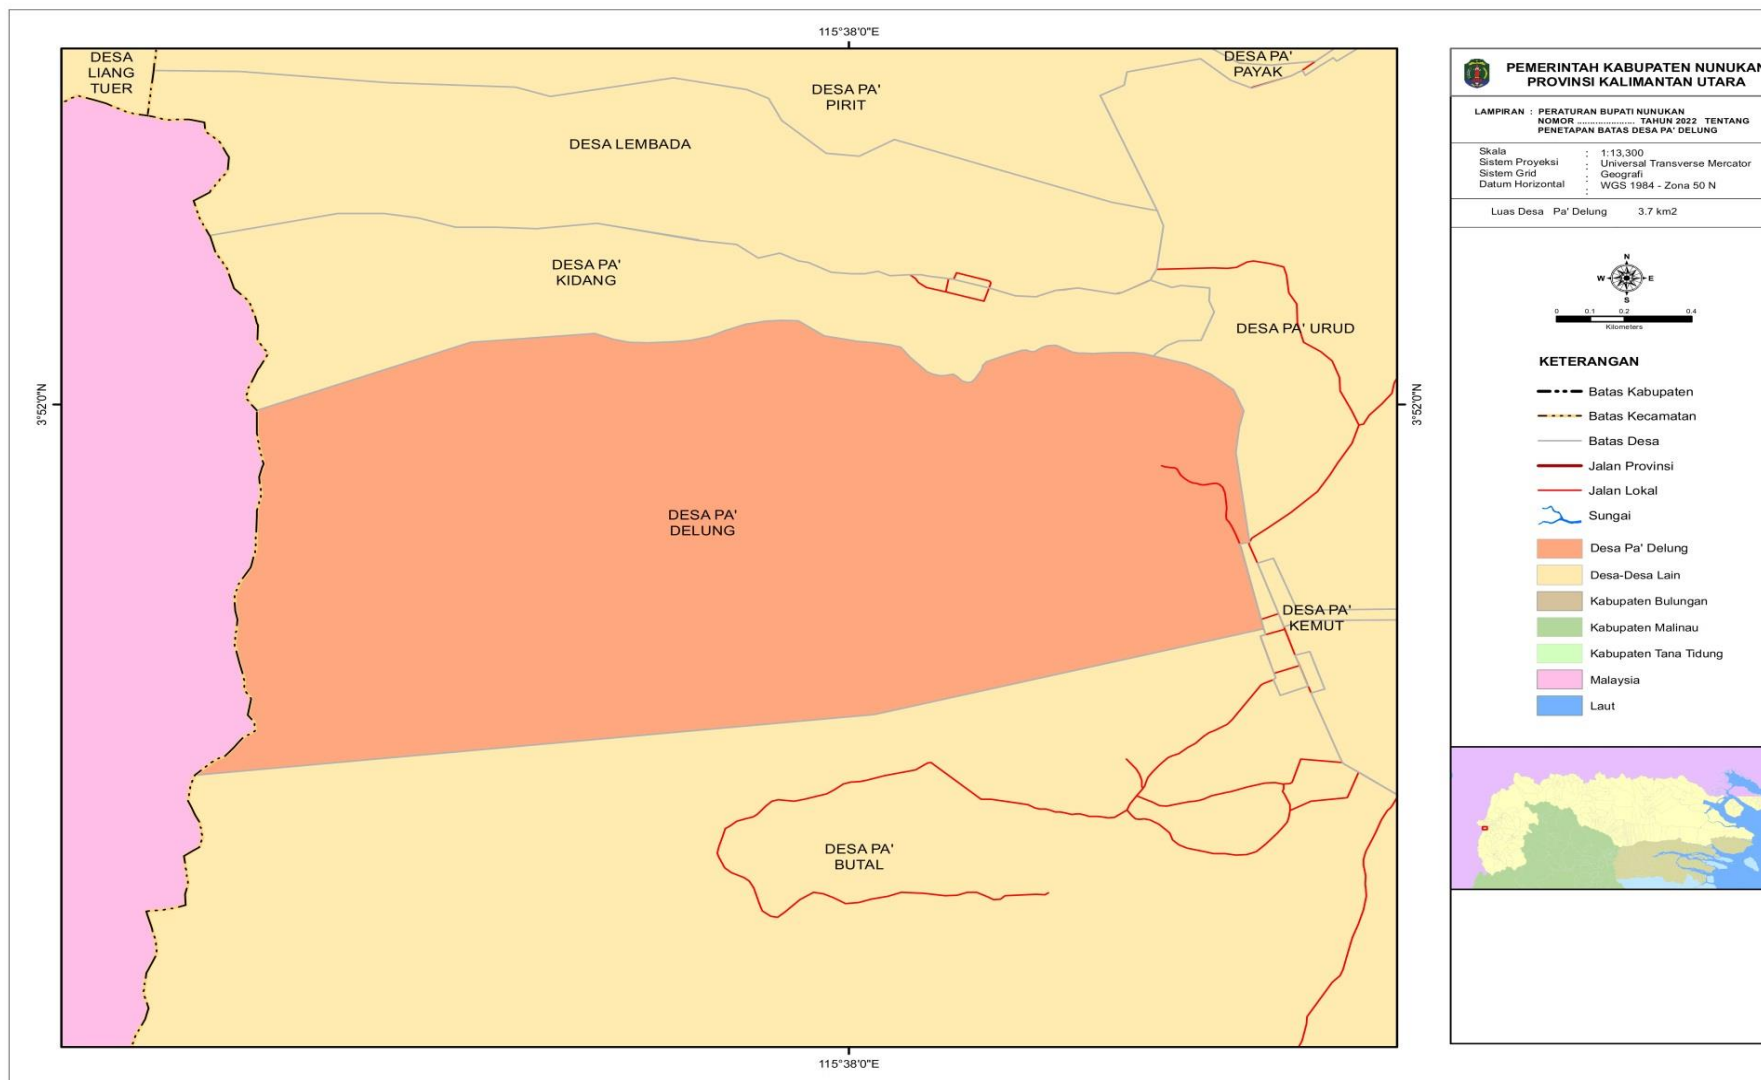 115°38'0"E
DESA
LIANG
TUER
DESA PA'
PIRIT
DESA PA'
PAYAK
DESA LEMBADA
DESA PA'
KIDANG
DESA PA' URUD
3°52'0"N
3°52'0"N
DESA PA'
DELUNG
DESA PA'
KEMUT
DESA PA'
BUTAL
115°38'0"E
PEMERINTAH KABUPATEN NUNUKAN
PROVINSI KALIMANTAN UTARA
LAMPIRAN : PERATURAN BUPATI NUNUKAN
NOMOR ..................... TAHUN 2022 TENTANG
PENETAPAN BATAS DESA PA' DELUNG
Skala : 1:13,300
Sistem Proyeksi : Universal Transverse Mercator
Sistem Grid : Geografi
Datum Horizontal : WGS 1984 - Zona 50 N
Luas Desa Pa' Delung 3.7 km2
N
W E
S
0 0.1 0.2 0.4
Kilometers
KETERANGAN
Batas Kabupaten
Batas Kecamatan
Batas Desa
Jalan Provinsi
Jalan Lokal
Sungai
Desa Pa' Delung
Desa-Desa Lain
Kabupaten Bulungan
Kabupaten Malinau
Kabupaten Tana Tidung
Malaysia
Laut